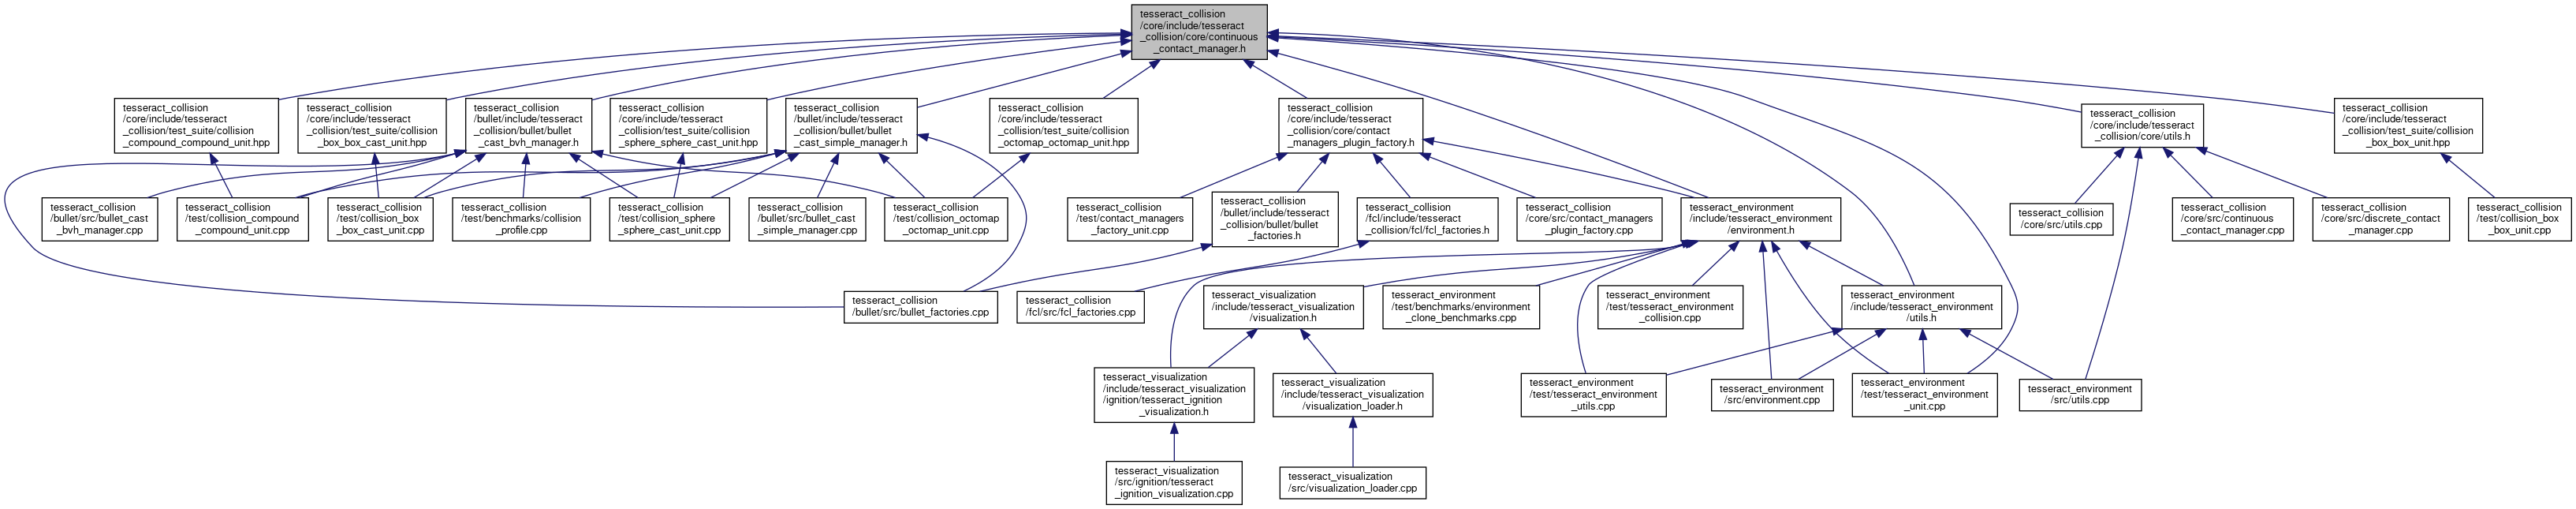 tesseract_collision
/core/include/tesseract
_collision/core/continuous
_contact_manager.h
tesseract_collision
/core/include/tesseract
_collision/test_suite/collision
_compound_compound_unit.hpp
tesseract_collision
/core/include/tesseract
_collision/test_suite/collision
_box_box_cast_unit.hpp
tesseract_collision
/bullet/include/tesseract
_collision/bullet/bullet
_cast_bvh_manager.h
tesseract_collision
/core/include/tesseract
_collision/test_suite/collision
_sphere_sphere_cast_unit.hpp
tesseract_collision
/bullet/include/tesseract
_collision/bullet/bullet
_cast_simple_manager.h
tesseract_collision
/core/include/tesseract
_collision/test_suite/collision
_octomap_octomap_unit.hpp
tesseract_collision
/core/include/tesseract
_collision/core/contact
_managers_plugin_factory.h
tesseract_collision
/core/include/tesseract
_collision/core/utils.h
tesseract_collision
/core/include/tesseract
_collision/test_suite/collision
_box_box_unit.hpp
tesseract_collision
/bullet/src/bullet_cast
_bvh_manager.cpp
tesseract_collision
/test/collision_compound
_compound_unit.cpp
tesseract_collision
/test/collision_box
_box_cast_unit.cpp
tesseract_collision
/test/benchmarks/collision
_profile.cpp
tesseract_collision
/test/collision_sphere
_sphere_cast_unit.cpp
tesseract_collision
/bullet/src/bullet_cast
_simple_manager.cpp
tesseract_collision
/test/collision_octomap
_octomap_unit.cpp
tesseract_collision
/test/contact_managers
_factory_unit.cpp
tesseract_collision
/bullet/include/tesseract
_collision/bullet/bullet
_factories.h
tesseract_collision
/fcl/include/tesseract
_collision/fcl/fcl_factories.h
tesseract_collision
/core/src/contact_managers
_plugin_factory.cpp
tesseract_environment
/include/tesseract_environment
/environment.h
tesseract_collision
/core/src/utils.cpp
tesseract_collision
/core/src/continuous
_contact_manager.cpp
tesseract_collision
/core/src/discrete_contact
_manager.cpp
tesseract_collision
/test/collision_box
_box_unit.cpp
tesseract_collision
/bullet/src/bullet_factories.cpp
tesseract_collision
/fcl/src/fcl_factories.cpp
tesseract_visualization
/include/tesseract_visualization
/visualization.h
tesseract_environment
/test/benchmarks/environment
_clone_benchmarks.cpp
tesseract_environment
/test/tesseract_environment
_collision.cpp
tesseract_environment
/include/tesseract_environment
/utils.h
tesseract_visualization
/include/tesseract_visualization
/ignition/tesseract_ignition
_visualization.h
tesseract_visualization
/include/tesseract_visualization
/visualization_loader.h
tesseract_environment
/test/tesseract_environment
_utils.cpp
tesseract_environment
/src/environment.cpp
tesseract_environment
/test/tesseract_environment
_unit.cpp
tesseract_environment
/src/utils.cpp
tesseract_visualization
/src/ignition/tesseract
_ignition_visualization.cpp
tesseract_visualization
/src/visualization_loader.cpp